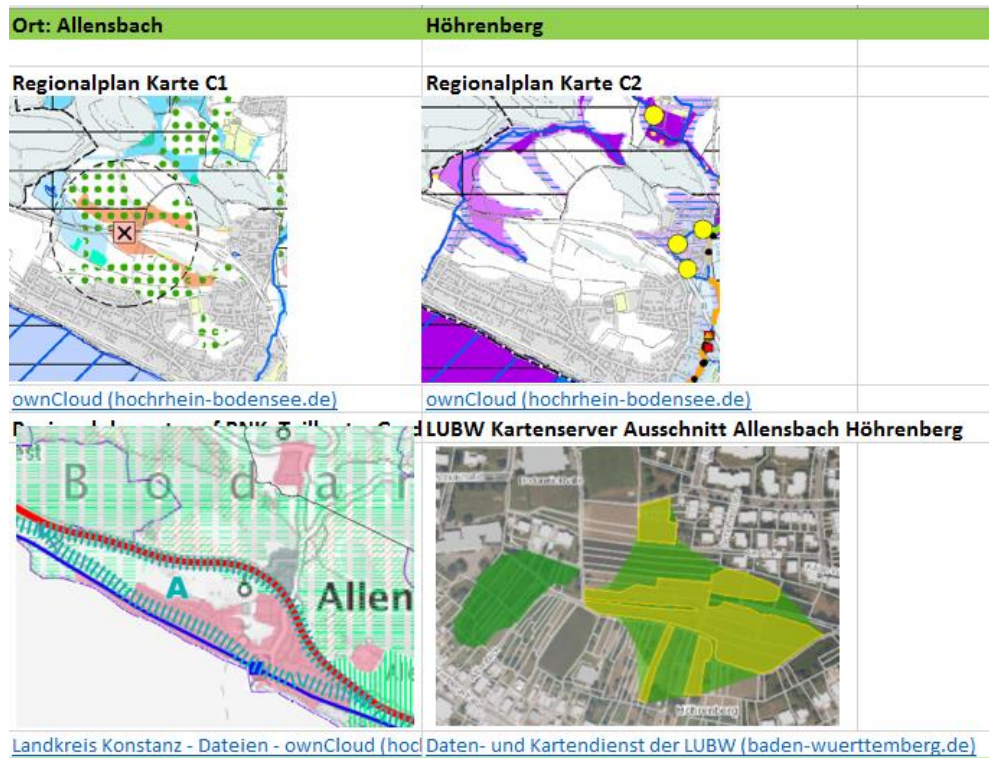 Ort: Allensbach
Höhrenberg
Regionalplan Karte C1
Regionalplan Karte C2
ownCloud (hochrhein-bodensee.de)
ownCloud (hochrhein-bodensee.de)
LUBW Kartenserver Ausschnitt Allensbach Höhrenberg
B o d a
A
Allen
Höhrenberg
Landkreis Konstanz - Dateien - ownCloud (hoc
Daten- und Kartendienst der LUBW (baden-wuerttemberg.de)